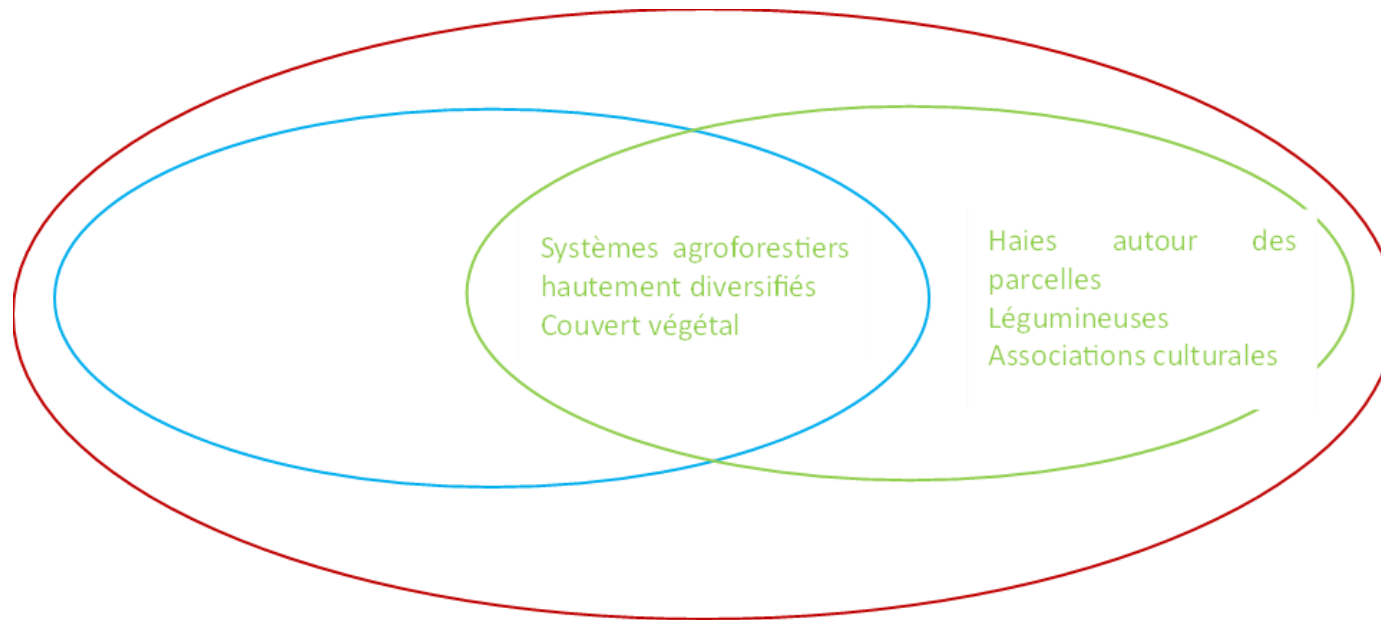 Systèmes agroforestiers
hautement diversifiés
Couvert végétal
Haies autour des
parcelles
Légumineuses
Associations culturales